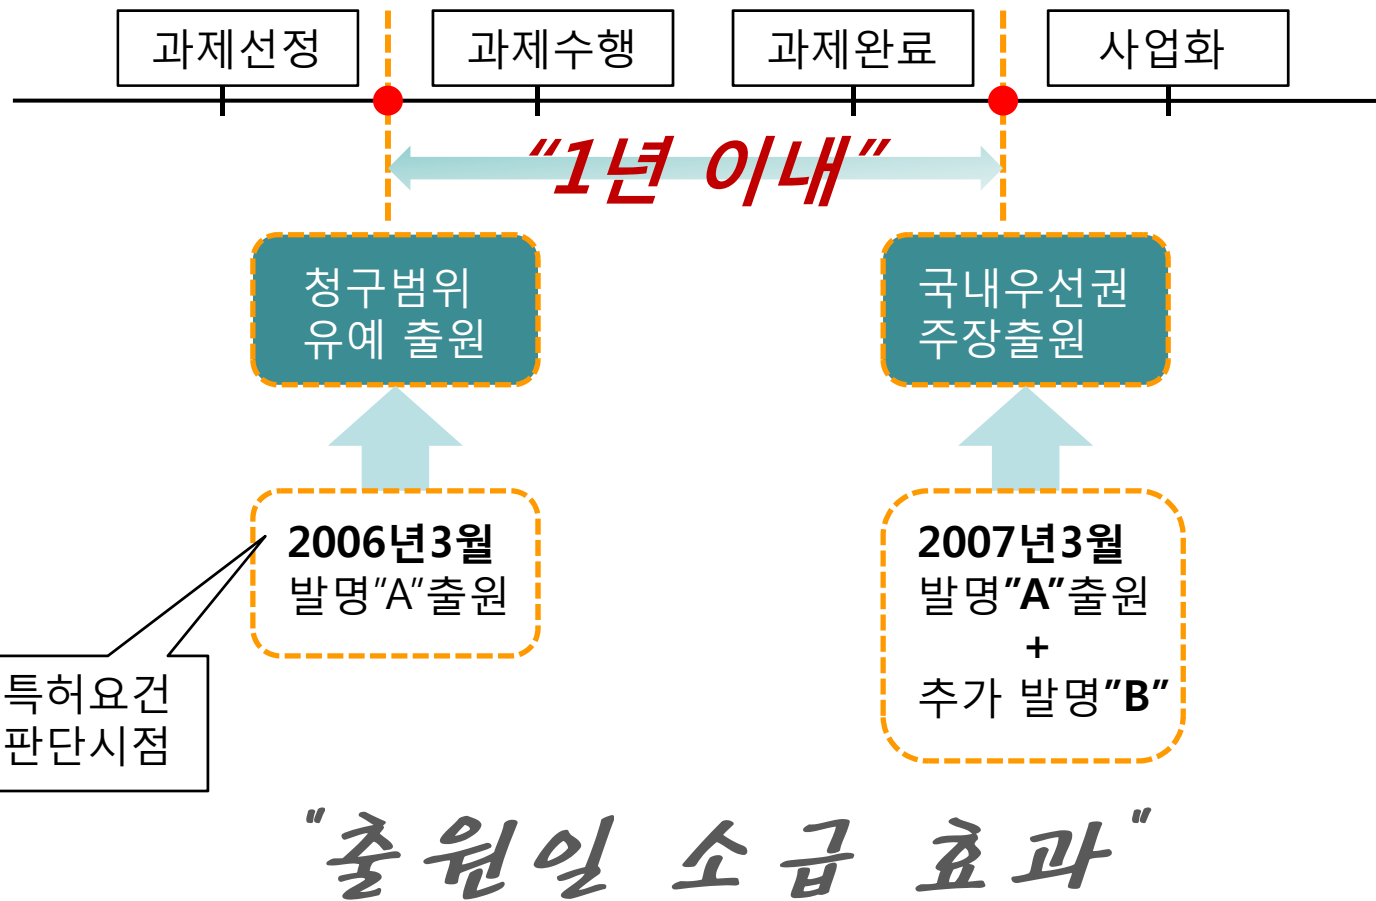 과제선정
과제수행
과제완료
사업화
“1년 이내”
청구범위
유예 출원
국내우선권
주장출원
2006년3월
발명”A”출원
2007년3월
발명”A”출원
+
추가 발명”B”
특허요건
판단시점
"출원일 소급 효과"